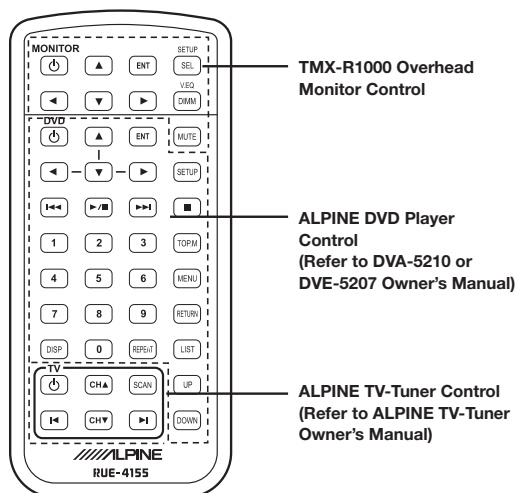 MONITOR
SETUP
ENT
SEL
V.EQ
DIMM
DVD
ENT
MUTE
SETUP
1
2
3
TOP.M
4
5
6
MENU
7
8
9
RETURN
DISP
0
REPEAT
LIST
TV
CH▲
SCAN
UP
CH▼
DOWN
ALPINE
RUE-4155
TMX-R1000 Overhead
Monitor Control
ALPINE DVD Player
Control
(Refer to DVA-5210 or
DVE-5207 Owner's Manual)
ALPINE TV-Tuner Control
(Refer to ALPINE TV-Tuner
Owner's Manual)